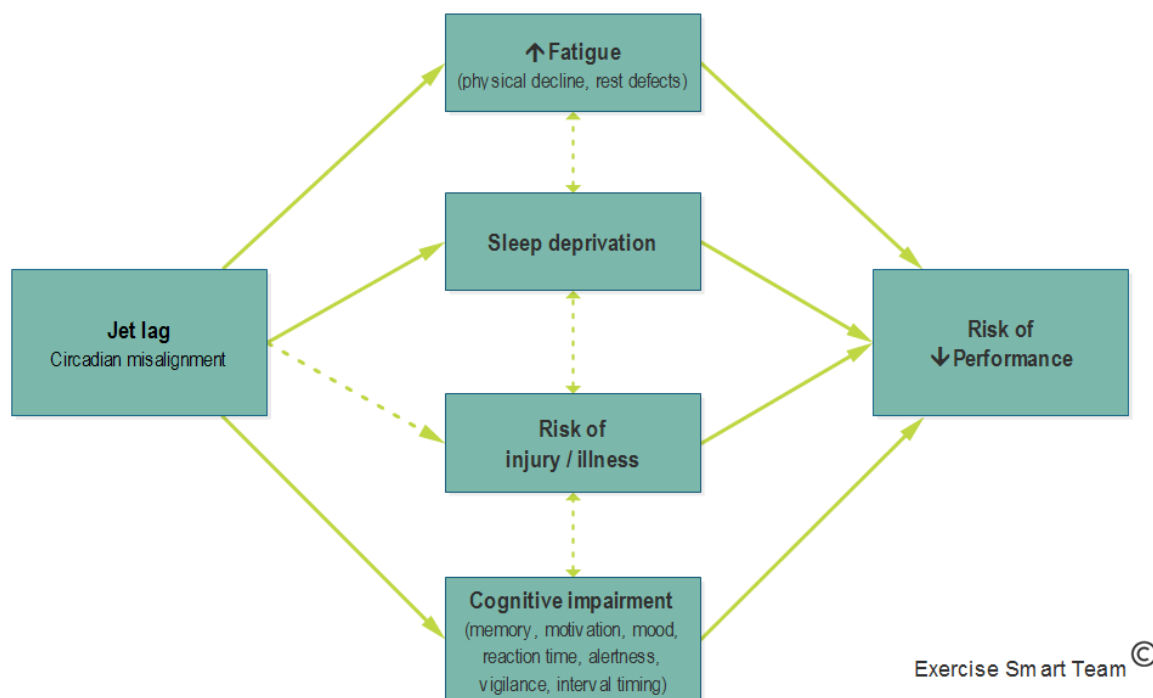 ↑Fatigue
(physical decline, rest defects)
Sleep deprivation
Jet lag
Circadian misalignment
Risk of
↓Performance
Risk of
injury / illness
Cognitive impairment
(memory, motivation, mood,
reaction time, alertness,
vigilance, interval timing)
Exercise Smart Team ©